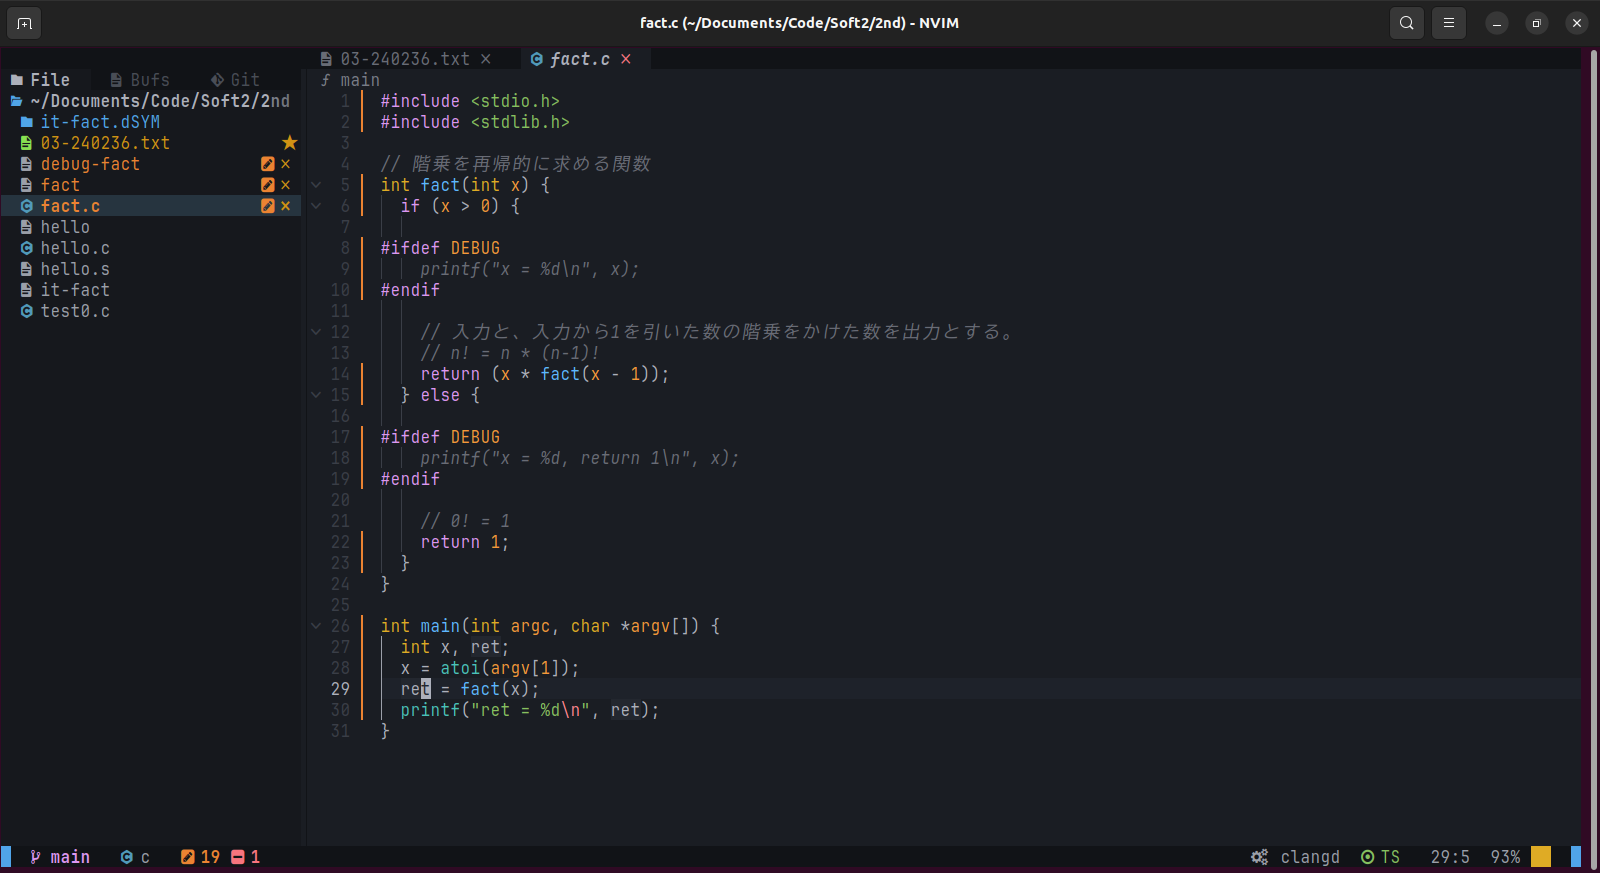 fact.c (~/Documents/Code/Soft2/2nd) - NVIM
03-240236.txt × fact.c ×
File Bufs Git
~/Documents/Code/Soft2/2nd
it-fact.dSYM
03-240236.txt
debug-fact
fact
fact.c
hello
hello.c
hello.s
it-fact
test0.c
main
1 #include <stdio.h>
2 #include <stdlib.h>
3
4 // 階乗を再帰的に求める関数
5 int fact(int x) {
6 if (x > 0) {
7
8 #ifdef DEBUG
9 printf("x = %d\n", x);
10 #endif
11
12 // 入力と、入力から1を引いた数の階乗をかけた数を出力とする。
13 // n! = n * (n-1)!
14 return (x * fact(x - 1));
15 } else {
16
17 #ifdef DEBUG
18 printf("x = %d, return 1\n", x);
19 #endif
20
21 // 0! = 1
22 return 1;
23 }
24 }
25
26 int main(int argc, char *argv[]) {
27 int x, ret;
28 x = atoi(argv[1]);
29 ret = fact(x);
30 printf("ret = %d\n", ret);
31 }
main c 19 1 clangd TS 29:5 93%